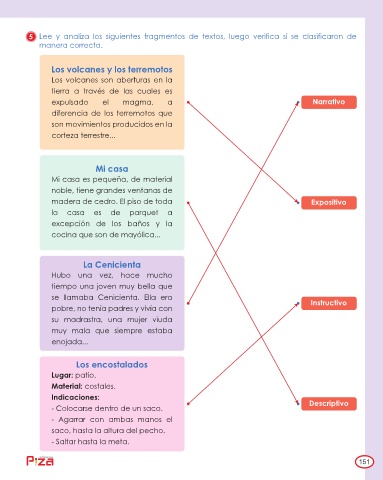 5 Lee y analiza los siguientes fragmentos de textos, luego verifica si se clasificaron de
manera correcta.
Los volcanes y los terremotos
Los volcanes son aberturas en la
tierra a través de las cuales es
expulsado el magma, a
diferencia de los terremotos que
son movimientos producidos en la
corteza terrestre...
Narrativo
Mi casa
Mi casa es pequeña, de material
noble, tiene grandes ventanas de
madera de cedro. El piso de toda
la casa es de parquet a
excepción de los baños y la
cocina que son de mayólica...
Expositivo
La Cenicienta
Hubo una vez, hace mucho
tiempo una joven muy bella que
se llamaba Cenicienta. Ella era
pobre, no tenía padres y vivía con
su madrastra, una mujer viuda
muy mala que siempre estaba
enojada...
Instructivo
Los encostalados
Lugar: patio.
Material: costales.
Indicaciones:
- Colocarse dentro de un saco.
- Agarrar con ambas manos el
saco, hasta la altura del pecho.
- Saltar hasta la meta.
Descriptivo
Piza
151